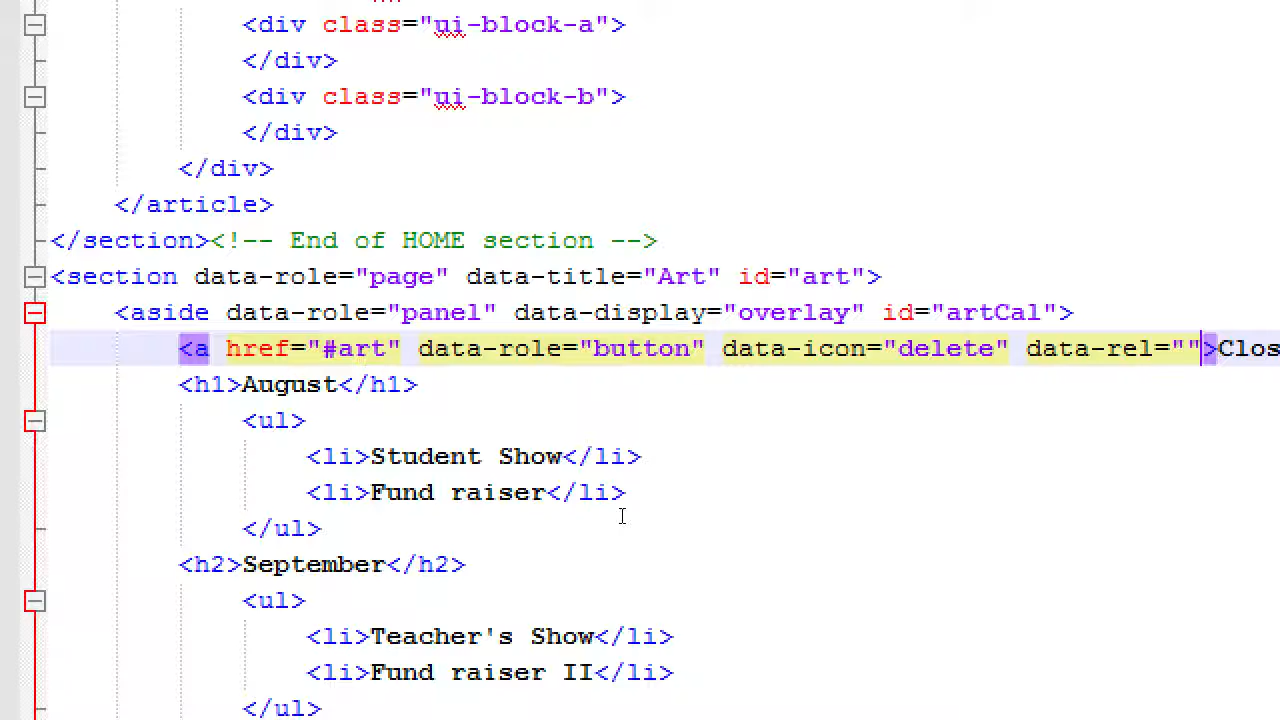 <div class="ui-block-a">
</div>
<div class="ui-block-b">
</div>
</div>
</article>
</section><!-- End of HOME section -->
<section data-role="page" data-title="Art" id="art">
<aside data-role="panel" data-display="overlay" id="artCal">
<a href="#art" data-role="button" data-icon="delete" data-rel="">Clos
<h1>August</h1>
<ul>
<li>Student Show</li>
<li>Fund raiser</li>
</ul>
<h2>September</h2>
<ul>
<li>Teacher's Show</li>
<li>Fund raiser II</li>
</ul>